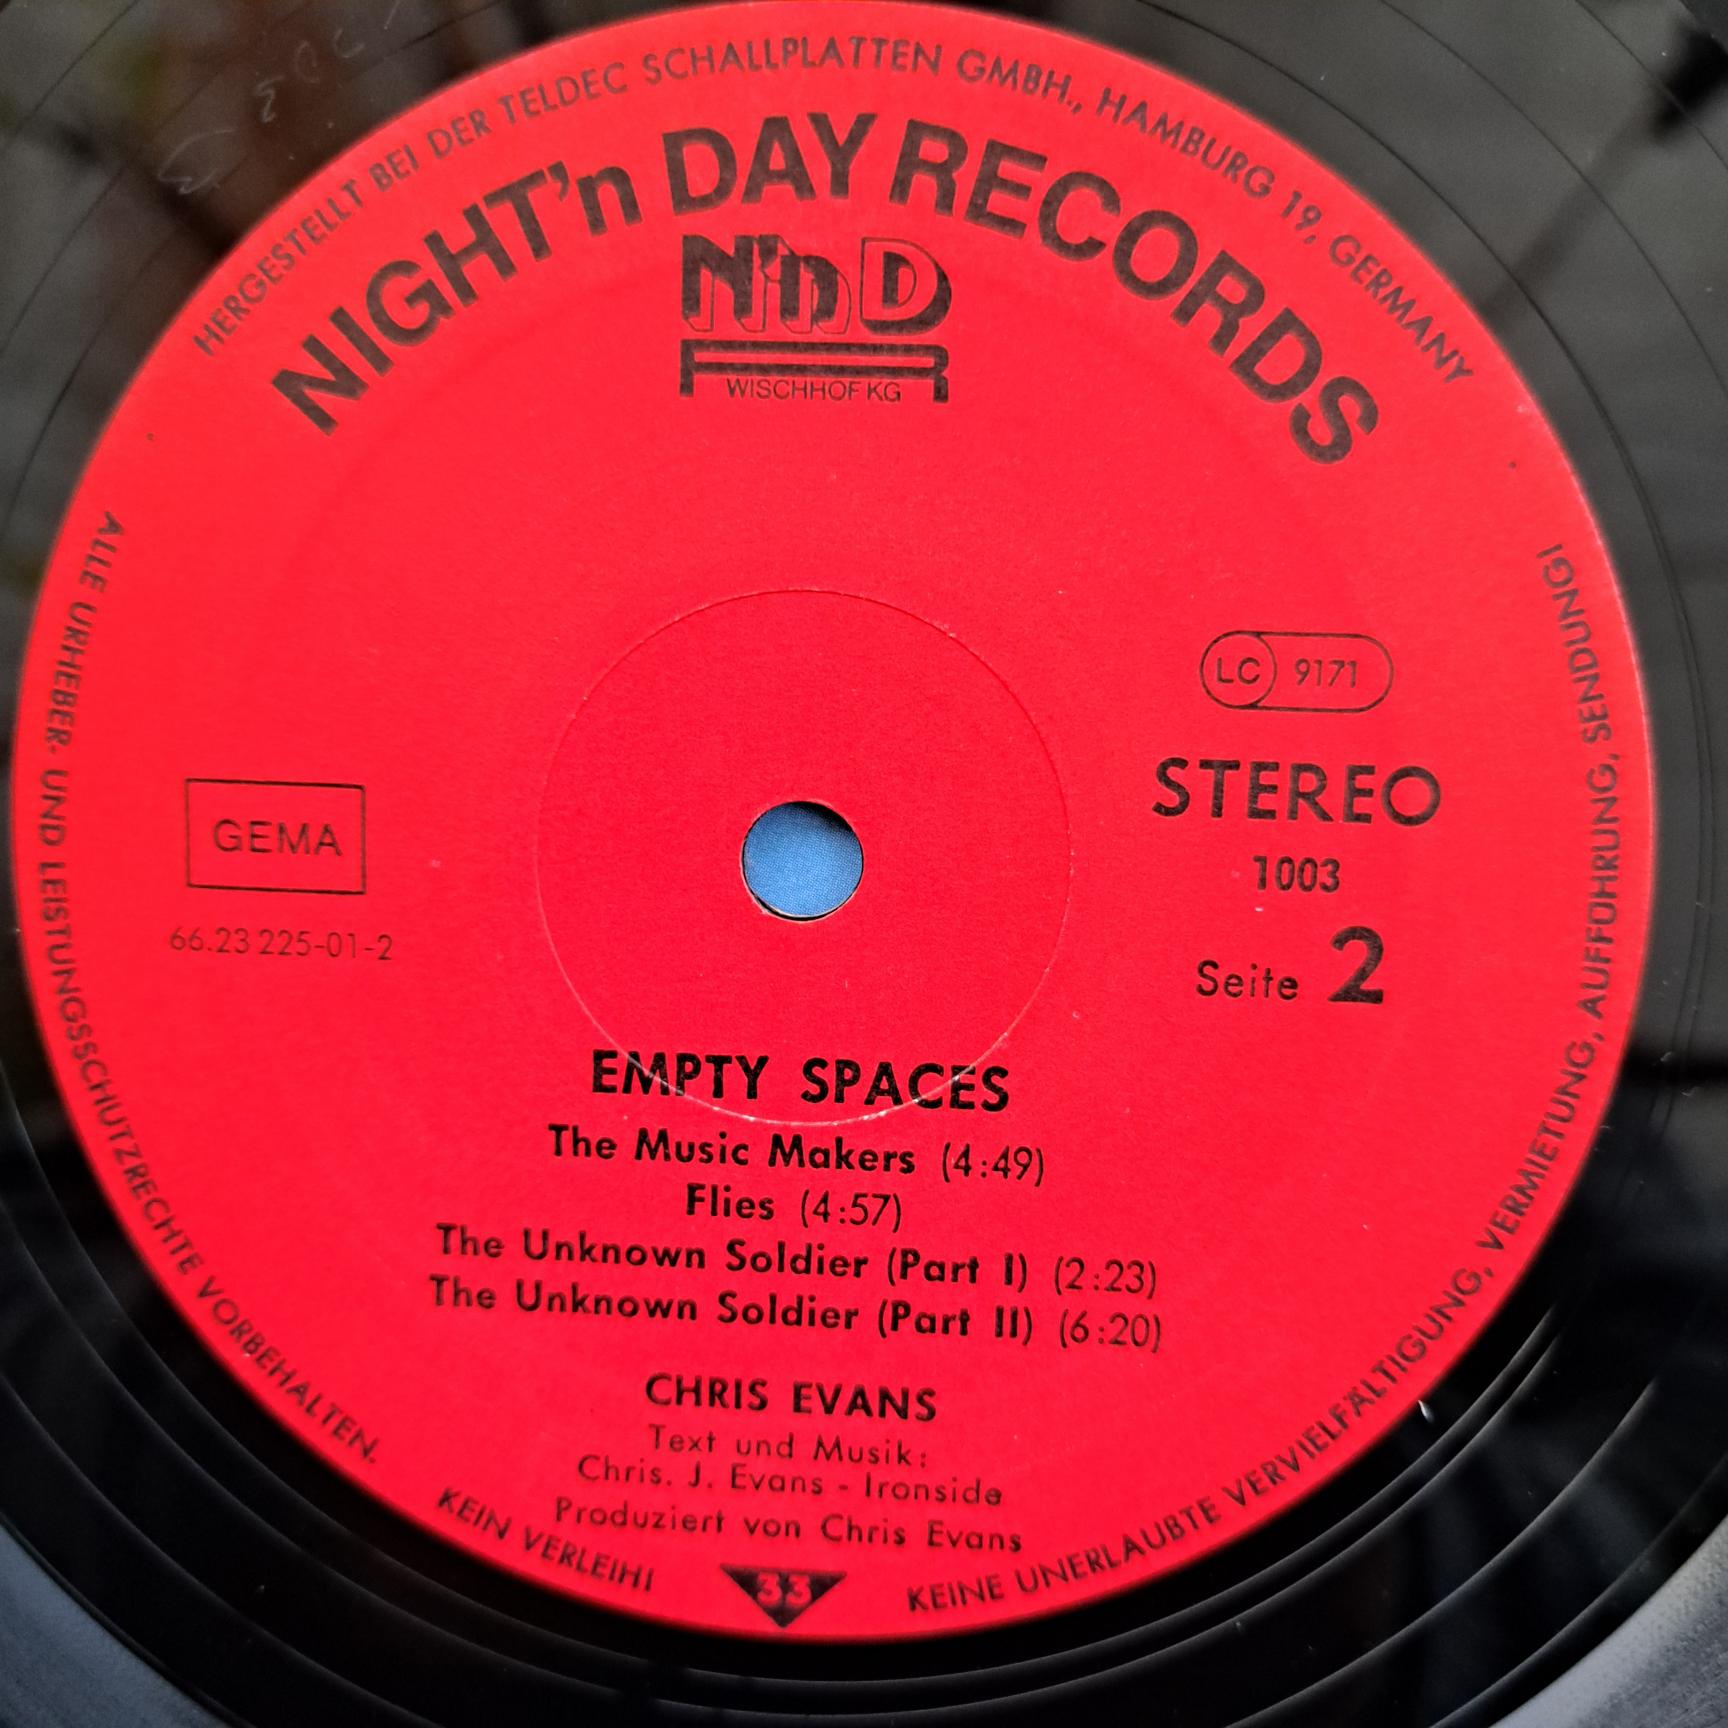 HERGESTELLT BEI DER TELDEC SCHALLPLATTEN GMBH., HAMBURG 19, GERMANY
NIGHT'n DAY RECORDS
N'n D
WISCHHOF KG
LC 9171
STEREO
1003
Seite 2
GEMA
66.23 225-01-2
EMPTY SPACES
The Music Makers (4:49)
Flies (4:57)
The Unknown Soldier (Part I) (2:23)
The Unknown Soldier (Part II) (6:20)
CHRIS EVANS
Text und Musik:
Chris. J. Evans - Ironside
Produziert von Chris Evans
33
ALLE URHEBER- UND LEISTUNGSSCHUTZRECHTE VORBEHALTEN.
KEIN VERLEIH!
KEINE UNERLAUBTE VERVIELFÄLTIGUNG, VERMIETUNG, AUFFÜHRUNG, SENDUNG!